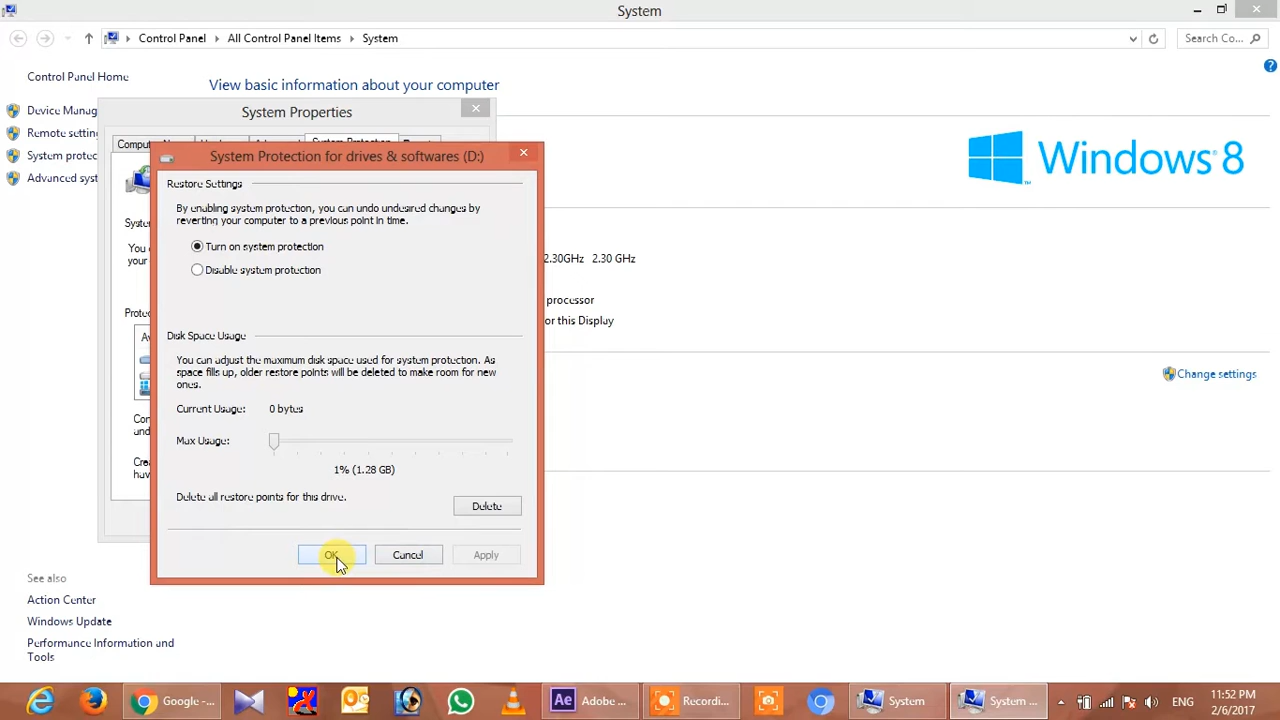 System
Control Panel
All Control Panel Items
System
Search Co...
Control Panel Home
View basic information about your computer
Device Manag
System Properties
Remote settin
System protec
Advanced syst
System Protection for drives & softwares (D:)
Windows 8
Restore Settings
By enabling system protection, you can undo undesired changes by
reverting your computer to a previous point in time.
Turn on system protection
Disable system protection
2.30GHz 2.30 GHz
processor
or this Display
Disk Space Usage
You can adjust the maximum disk space used for system protection. As
space fills up, older restore points will be deleted to make room for new
ones.
Change settings
Current Usage: 0 bytes
Max Usage:
1% (1.28 GB)
Delete all restore points for this drive.
Delete
OK
Cancel
Apply
See also
Action Center
Windows Update
Performance Information and
Tools
Google -...
Ae
Adobe ...
Recordi...
System
System ...
ENG
11:52 PM
2/6/2017